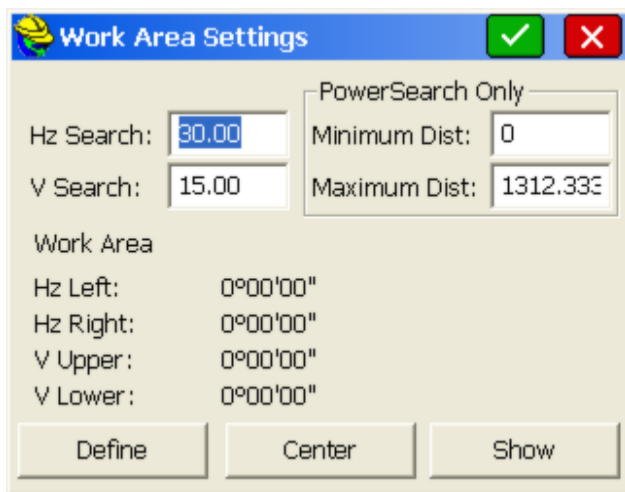 Work Area Settings
PowerSearch Only
Hz Search: 30.00 Minimum Dist: 0
V Search: 15.00 Maximum Dist: 1312.333
Work Area
Hz Left: 0°00'00"
Hz Right: 0°00'00"
V Upper: 0°00'00"
V Lower: 0°00'00"
Define Center Show